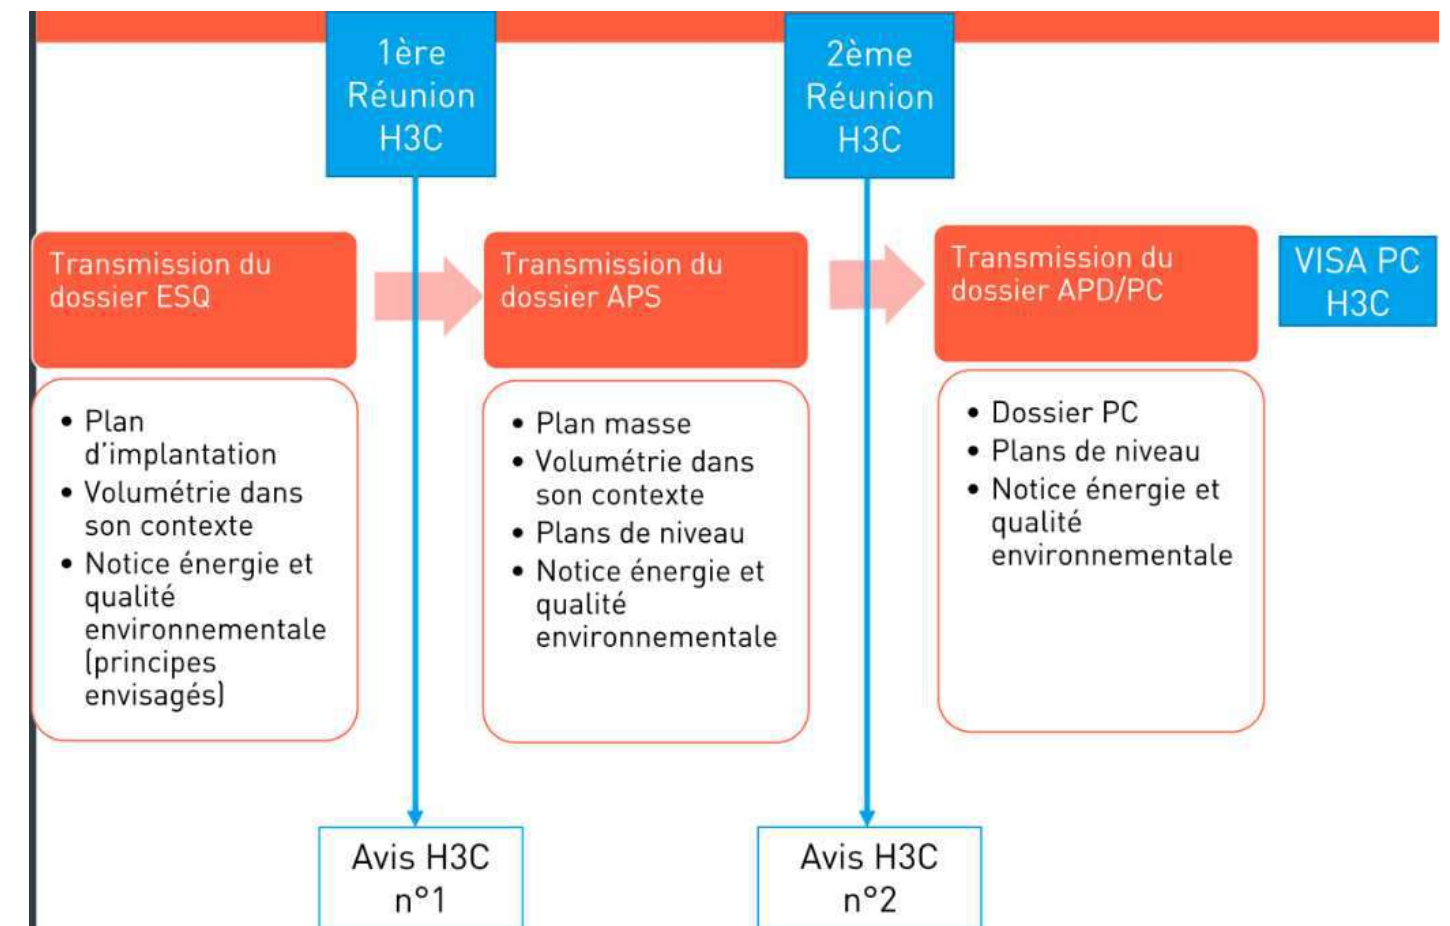 1ère
Réunion
H3C
2ème
Réunion
H3C
Transmission du
dossier ESQ
Transmission du
dossier APS
Transmission du
dossier APD/PC
VISA PC
H3C
• Plan
d'implantation
• Volumétrie dans
son contexte
• Notice énergie et
qualité
environnementale
(principes
envisagés)
• Plan masse
• Volumétrie dans
son contexte
• Plans de niveau
• Notice énergie et
qualité
environnementale
• Dossier PC
• Plans de niveau
• Notice énergie et
qualité
environnementale
Avis H3C
n°1
Avis H3C
n°2